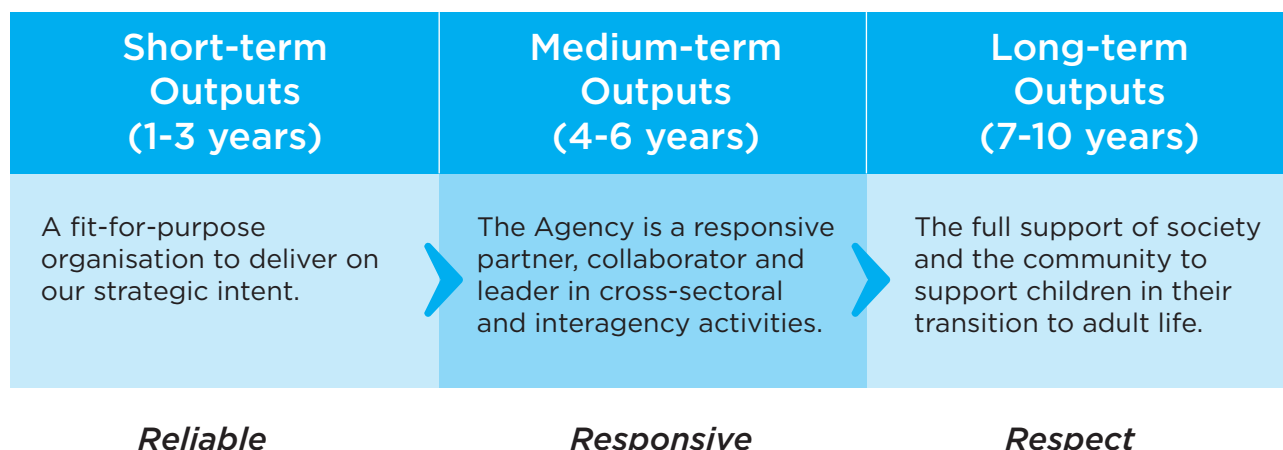 Short-term
Outputs
(1-3 years)
Medium-term
Outputs
(4-6 years)
Long-term
Outputs
(7-10 years)
A fit-for-purpose
organisation to deliver on
our strategic intent.
The Agency is a responsive
partner, collaborator and
leader in cross-sectoral
and interagency activities.
The full support of society
and the community to
support children in their
transition to adult life.
Reliable
Responsive
Respect